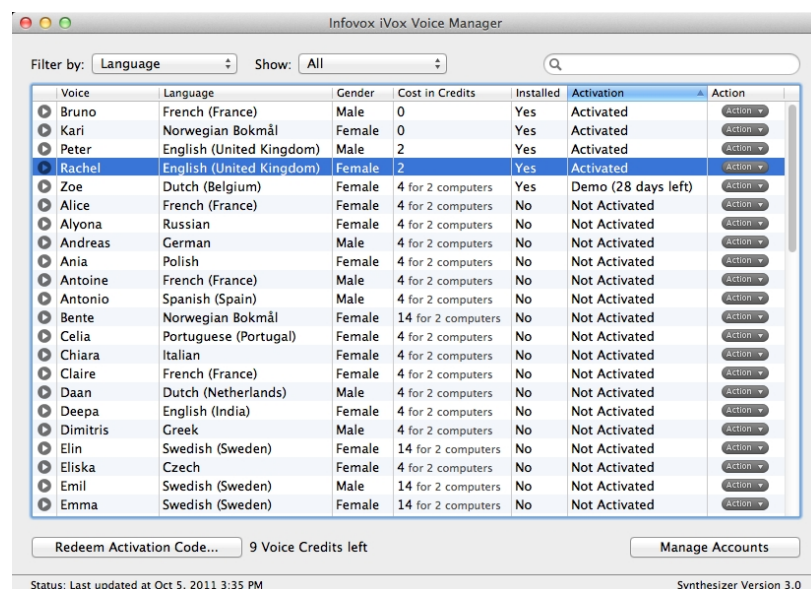 Infovox iVox Voice Manager
Filter by: Language Show: All
Voice Language Gender Cost in Credits Installed Activation Action
Bruno French (France) Male 0 Yes Activated Action
Kari Norwegian Bokmål Female 0 Yes Activated Action
Peter English (United Kingdom) Male 2 Yes Activated Action
Rachel English (United Kingdom) Female 2 Yes Activated Action
Zoe Dutch (Belgium) Female 4 for 2 computers Yes Demo (28 days left) Action
Alice French (France) Female 4 for 2 computers No Not Activated Action
Alyona Russian Female 4 for 2 computers No Not Activated Action
Andreas German Male 4 for 2 computers No Not Activated Action
Ania Polish Female 4 for 2 computers No Not Activated Action
Antoine French (France) Male 4 for 2 computers No Not Activated Action
Antonio Spanish (Spain) Male 4 for 2 computers No Not Activated Action
Bente Norwegian Bokmål Female 14 for 2 computers No Not Activated Action
Celia Portuguese (Portugal) Female 4 for 2 computers No Not Activated Action
Chiara Italian Female 4 for 2 computers No Not Activated Action
Claire French (France) Female 4 for 2 computers No Not Activated Action
Daan Dutch (Netherlands) Male 4 for 2 computers No Not Activated Action
Deepa English (India) Female 4 for 2 computers No Not Activated Action
Dimitris Greek Male 4 for 2 computers No Not Activated Action
Elin Swedish (Sweden) Female 14 for 2 computers No Not Activated Action
Eliska Czech Female 4 for 2 computers No Not Activated Action
Emil Swedish (Sweden) Male 14 for 2 computers No Not Activated Action
Emma Swedish (Sweden) Female 14 for 2 computers No Not Activated Action
Redeem Activation Code... 9 Voice Credits left Manage Accounts
Status: Last updated at Oct 5, 2011 3:35 PM Synthesizer Version 3.0